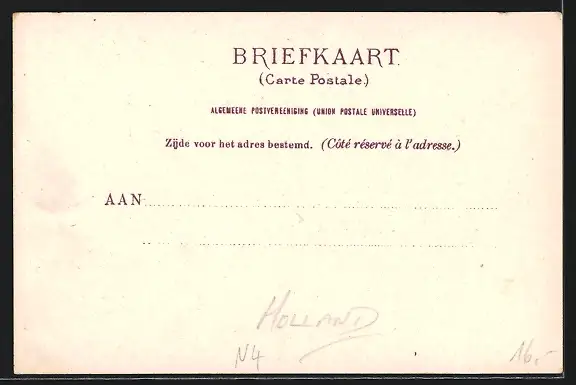 BRIEFKAART.
(Carte Postale.)
ALGEMEENE POSTVEREENIGING (UNION POSTALE UNIVERSELLE)
Zijde voor het adres bestemd. (Côté réservé à l'adresse.)
AAN
HOLLAND
N4
16.-